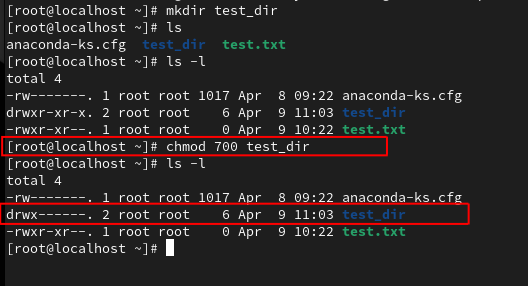 [root@localhost ~]# mkdir test_dir
[root@localhost ~]# ls
anaconda-ks.cfg  test_dir  test.txt
[root@localhost ~]# ls -l
total 4
-rw-------. 1 root root 1017 Apr  8 09:22 anaconda-ks.cfg
drwxr-xr-x. 2 root root    6 Apr  9 11:03 test_dir
-rwxr-xr--. 1 root root    0 Apr  9 10:22 test.txt
[root@localhost ~]# chmod 700 test_dir
[root@localhost ~]# ls -l
total 4
-rw-------. 1 root root 1017 Apr  8 09:22 anaconda-ks.cfg
drwx------. 2 root root    6 Apr  9 11:03 test_dir
-rwxr-xr--. 1 root root    0 Apr  9 10:22 test.txt
[root@localhost ~]#